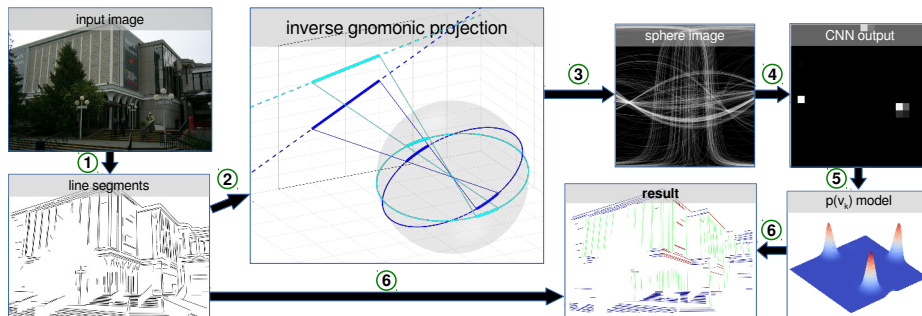 input image
inverse gnomonic projection
sphere image
CNN output
1
2
3
4
line segments
5
result
p(vk) model
6
6